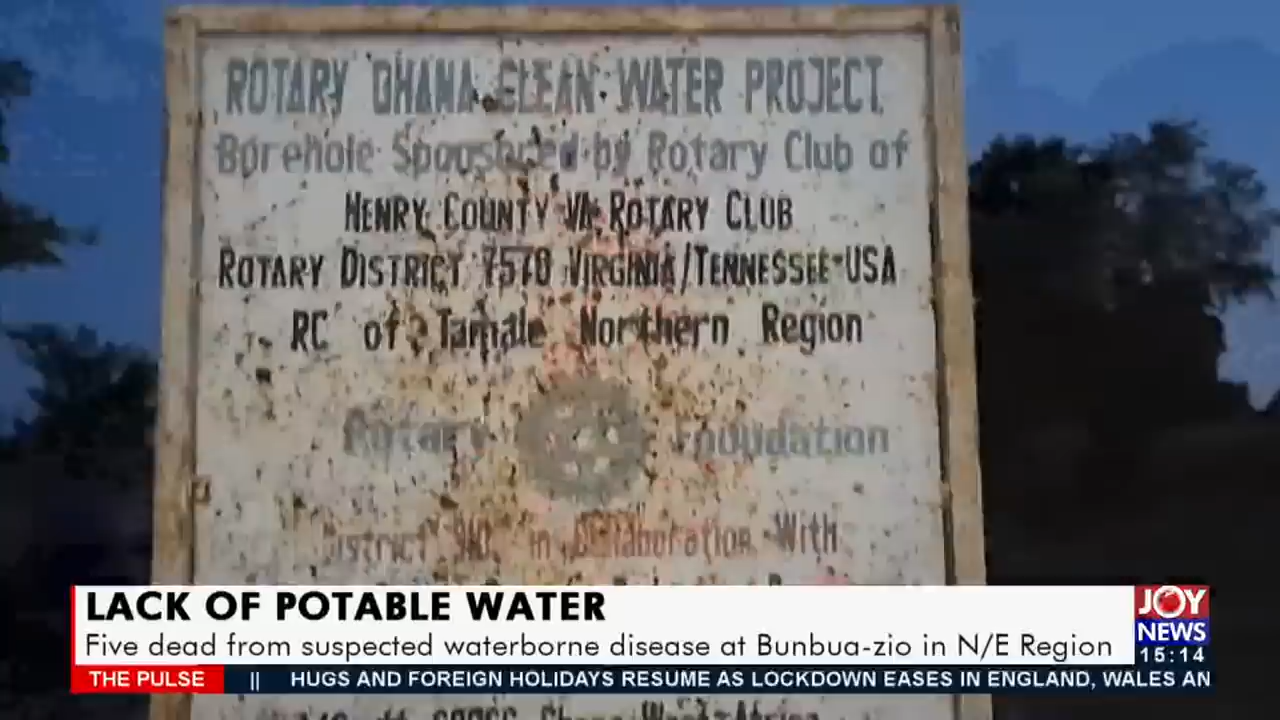 ROTARY GHANA CLEAN WATER PROJECT
Borehole Sponsored by Rotary Club of
HENRY COUNTY VA, ROTARY CLUB
ROTARY DISTRICT 7570 VIRGINIA/TENNESSEE-USA
RC of Tamale Northern Region
Rotary Foundation
District in Collaboration With
LACK OF POTABLE WATER
Five dead from suspected waterborne disease at Bunbua-zio in N/E Region
JOY
NEWS
15:14
THE PULSE || HUGS AND FOREIGN HOLIDAYS RESUME AS LOCKDOWN EASES IN ENGLAND, WALES AN
Ghana West Africa